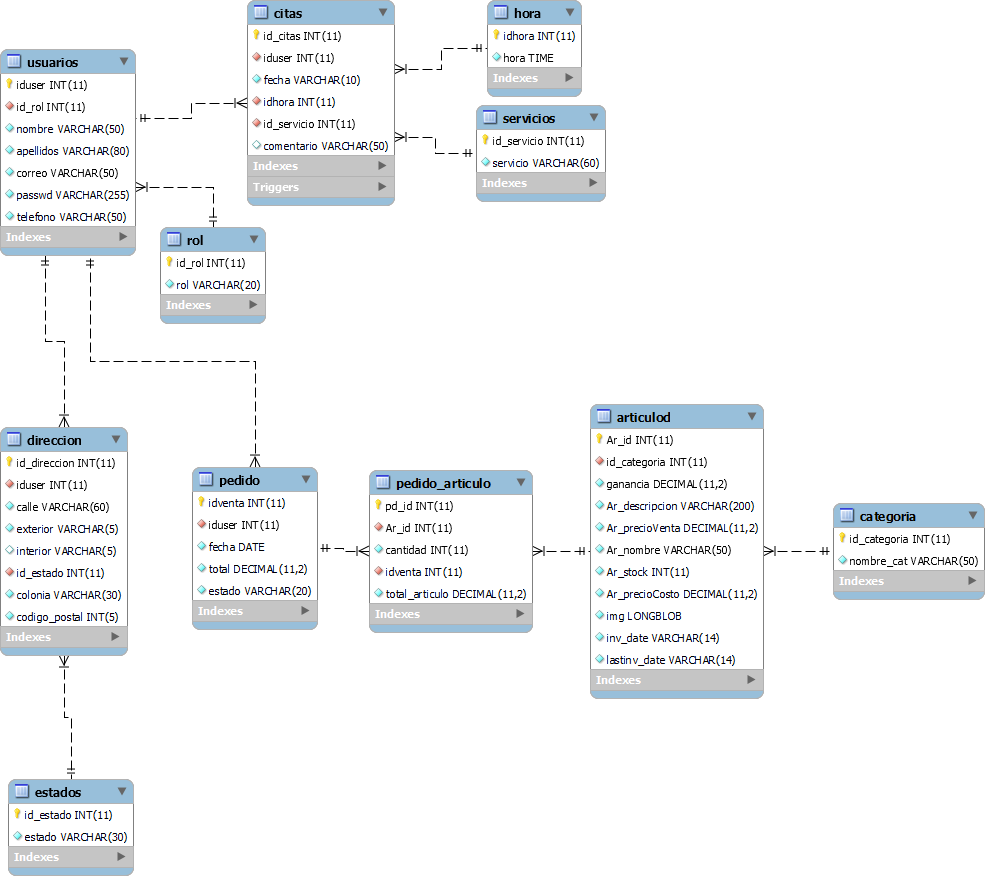 citas
id_citas INT(11)
iduser INT(11)
fecha VARCHAR(10)
idhora INT(11)
id_servicio INT(11)
comentario VARCHAR(50)
Indexes
Triggers
hora
idhora INT(11)
hora TIME
Indexes
usuarios
iduser INT(11)
id_rol INT(11)
nombre VARCHAR(50)
apellidos VARCHAR(80)
correo VARCHAR(50)
passwd VARCHAR(255)
telefono VARCHAR(50)
Indexes
servicios
id_servicio INT(11)
servicio VARCHAR(60)
Indexes
rol
id_rol INT(11)
rol VARCHAR(20)
Indexes
direccion
id_direccion INT(11)
iduser INT(11)
calle VARCHAR(60)
exterior VARCHAR(5)
interior VARCHAR(5)
id_estado INT(11)
colonia VARCHAR(30)
codigo_postal INT(5)
Indexes
pedido
idventa INT(11)
iduser INT(11)
fecha DATE
total DECIMAL(11,2)
estado VARCHAR(20)
Indexes
pedido_articulo
pd_id INT(11)
Ar_id INT(11)
cantidad INT(11)
idventa INT(11)
total_articulo DECIMAL(11,2)
Indexes
articulod
Ar_id INT(11)
id_categoria INT(11)
ganancia DECIMAL(11,2)
Ar_descripcion VARCHAR(200)
Ar_precioVenta DECIMAL(11,2)
Ar_nombre VARCHAR(50)
Ar_stock INT(11)
Ar_precioCosto DECIMAL(11,2)
img LONGBLOB
inv_date VARCHAR(14)
lastinv_date VARCHAR(14)
Indexes
categoria
id_categoria INT(11)
nombre_cat VARCHAR(50)
Indexes
estados
id_estado INT(11)
estado VARCHAR(30)
Indexes